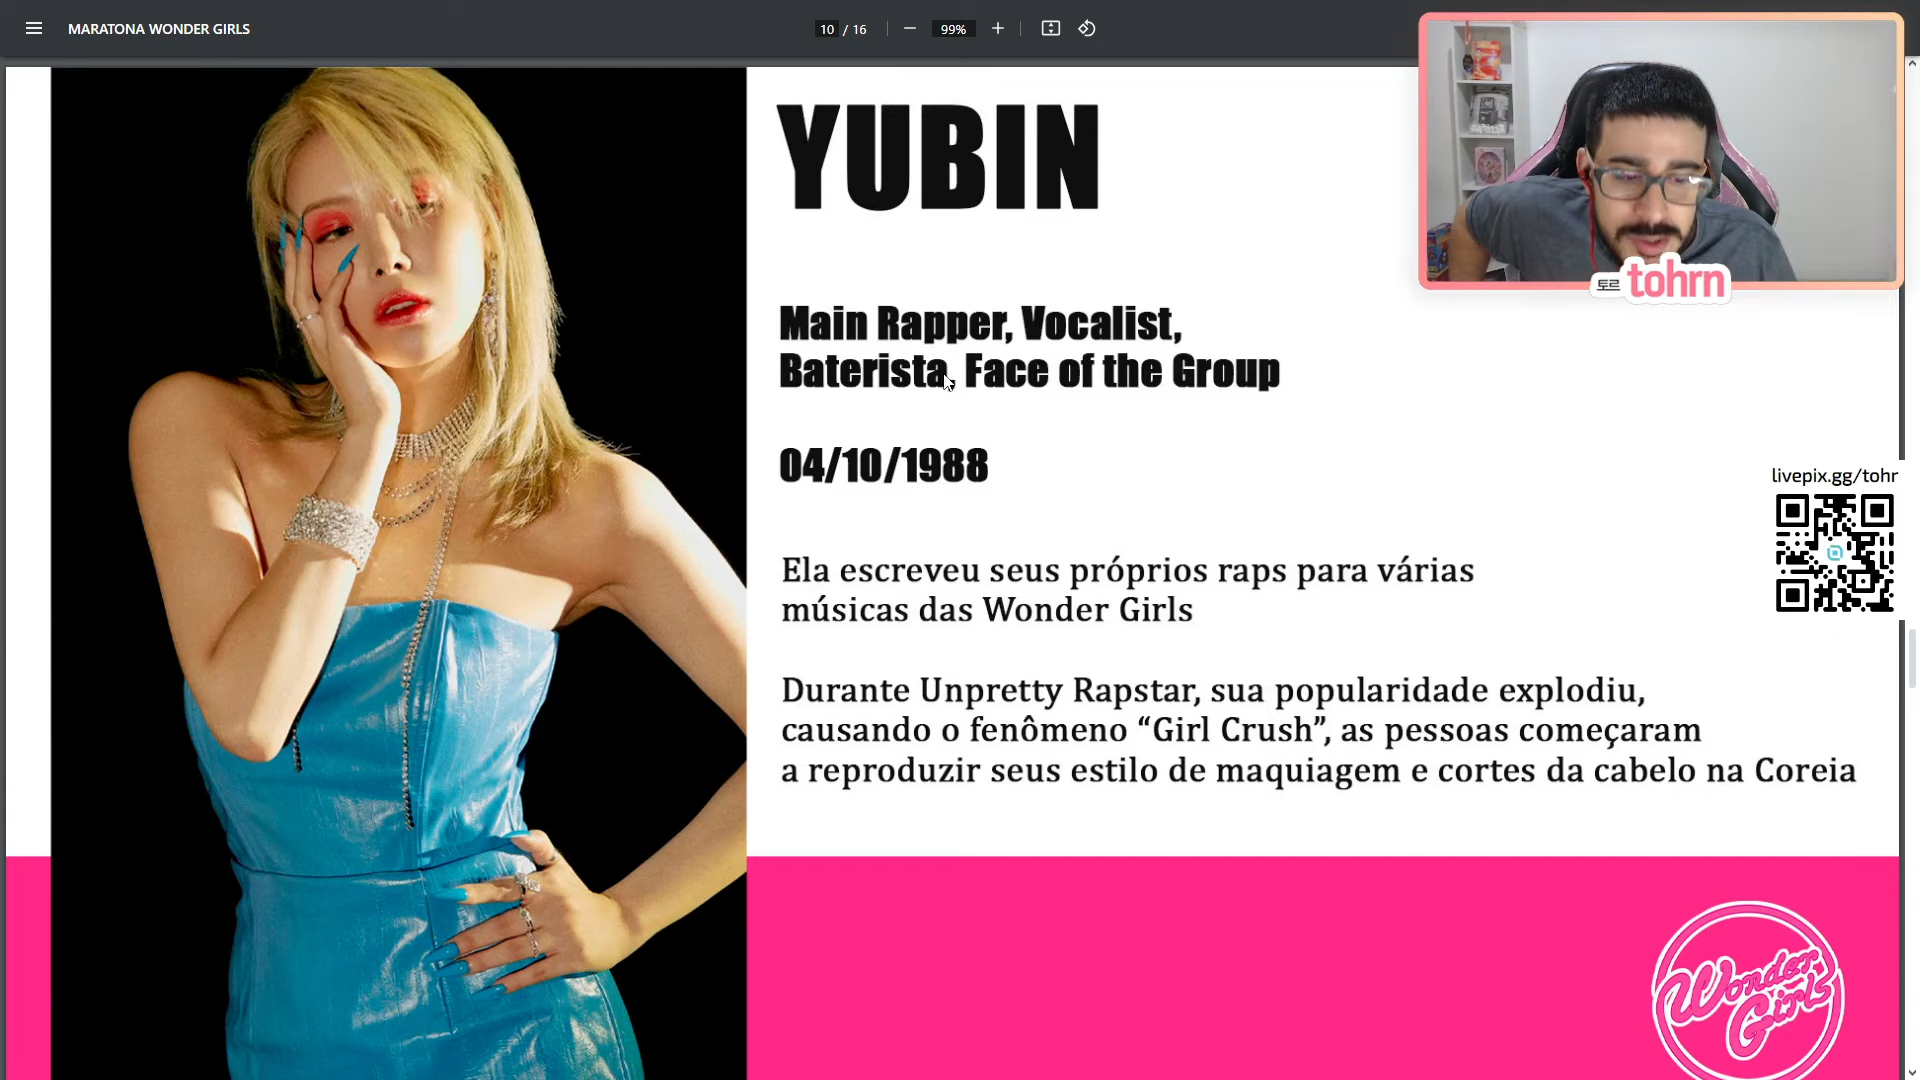 MARATONA WONDER GIRLS
10 / 16
99%
YUBIN
토르 tohrn
Main Rapper, Vocalist,
Baterista, Face of the Group
04/10/1988
livepix.gg/tohr
Ela escreveu seus próprios raps para várias
músicas das Wonder Girls
Durante Unpretty Rapstar, sua popularidade explodiu,
causando o fenômeno “Girl Crush”, as pessoas começaram
a reproduzir seus estilo de maquiagem e cortes da cabelo na Coreia
Wonder
Girls